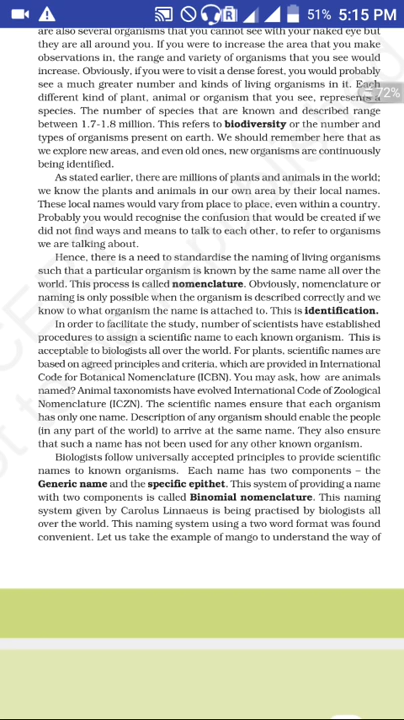 51% 5:15 PM
are also several organisms that you cannot see with your naked eye but
they are all around you. If you were to increase the area that you make
observations in, the range and variety of organisms that you see would
increase. Obviously, if you were to visit a dense forest, you would probably
see a much greater number and kinds of living organisms in it. Each
different kind of plant, animal or organism that you see, represents a
72%
species. The number of species that are known and described range
between 1.7-1.8 million. This refers to biodiversity or the number and
types of organisms present on earth. We should remember here that as
we explore new areas, and even old ones, new organisms are continuously
being identified.
As stated earlier, there are millions of plants and animals in the world;
we know the plants and animals in our own area by their local names.
These local names would vary from place to place, even within a country.
Probably you would recognise the confusion that would be created if we
did not find ways and means to talk to each other, to refer to organisms
we are talking about.
Hence, there is a need to standardise the naming of living organisms
such that a particular organism is known by the same name all over the
world. This process is called nomenclature. Obviously, nomenclature or
naming is only possible when the organism is described correctly and we
know to what organism the name is attached to. This is identification.
In order to facilitate the study, number of scientists have established
procedures to assign a scientific name to each known organism. This is
acceptable to biologists all over the world. For plants, scientific names are
based on agreed principles and criteria, which are provided in International
Code for Botanical Nomenclature (ICBN). You may ask, how are animals
named? Animal taxonomists have evolved International Code of Zoological
Nomenclature (ICZN). The scientific names ensure that each organism
has only one name. Description of any organism should enable the people
(in any part of the world) to arrive at the same name. They also ensure
that such a name has not been used for any other known organism.
Biologists follow universally accepted principles to provide scientific
names to known organisms. Each name has two components – the
Generic name and the specific epithet. This system of providing a name
with two components is called Binomial nomenclature. This naming
system given by Carolus Linnaeus is being practised by biologists all
over the world. This naming system using a two word format was found
convenient. Let us take the example of mango to understand the way of